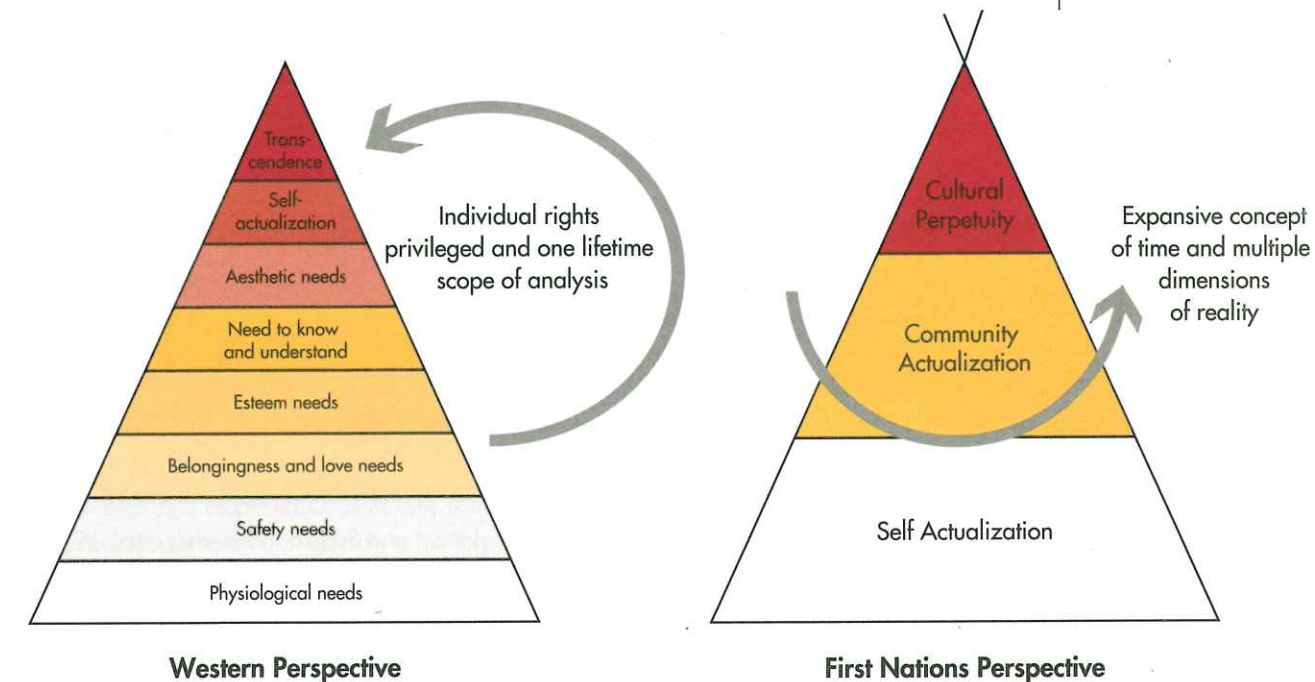 Trans-
cendence
Self-
actualization
Aesthetic needs
Need to know
and understand
Esteem needs
Belongingness and love needs
Safety needs
Physiological needs
Individual rights
privileged and one lifetime
scope of analysis
Western Perspective
Cultural
Perpetuity
Community
Actualization
Self Actualization
Expansive concept
of time and multiple
dimensions
of reality
First Nations Perspective